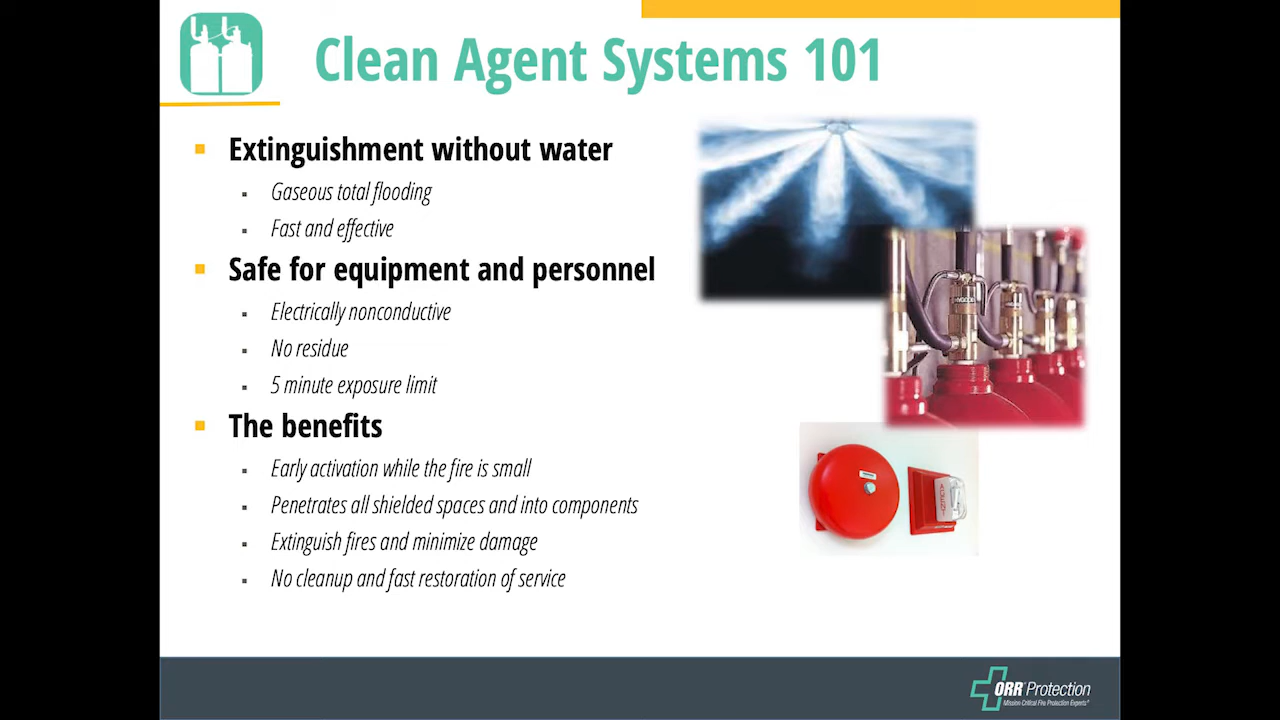 Clean Agent Systems 101
Extinguishment without water
Gaseous total flooding
Fast and effective
Safe for equipment and personnel
Electrically nonconductive
No residue
5 minute exposure limit
The benefits
Early activation while the fire is small
Penetrates all shielded spaces and into components
Extinguish fires and minimize damage
No cleanup and fast restoration of service
ORR Protection
Mission Critical Fire Protection Experts®